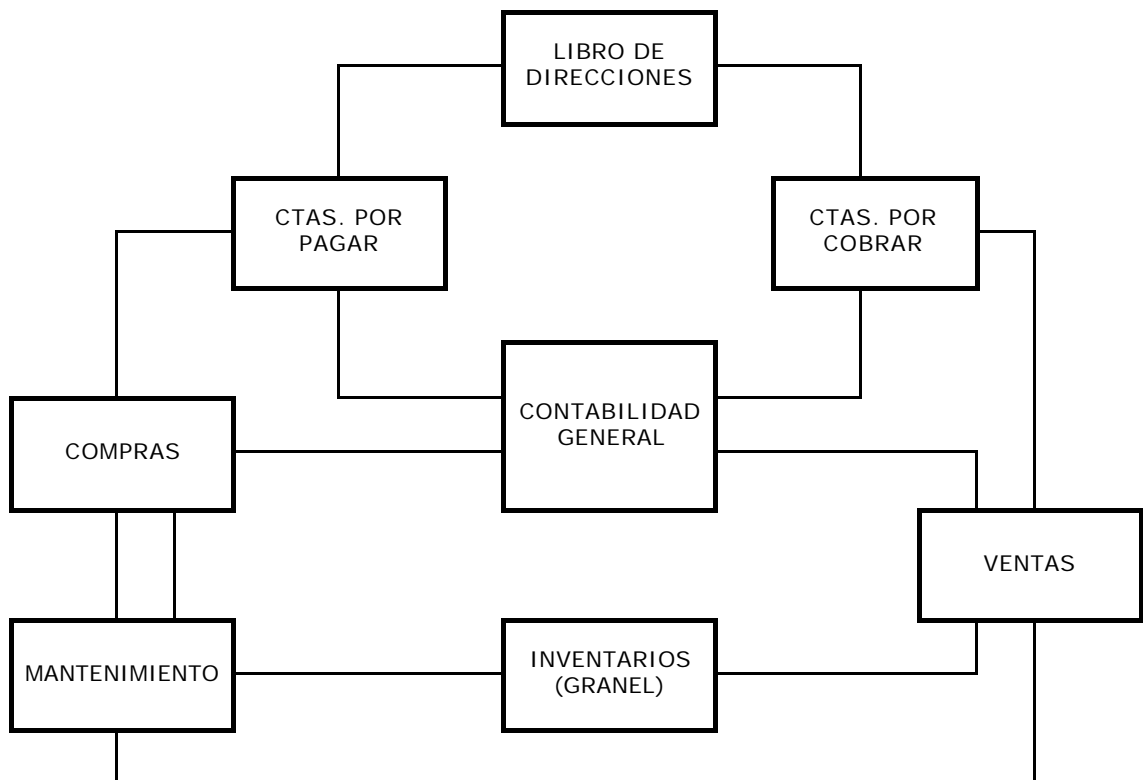 LIBRO DE
DIRECCIONES
CTAS. POR
PAGAR
CTAS. POR
COBRAR
CONTABILIDAD
GENERAL
COMPRAS
VENTAS
MANTENIMIENTO
INVENTARIOS
(GRANEL)